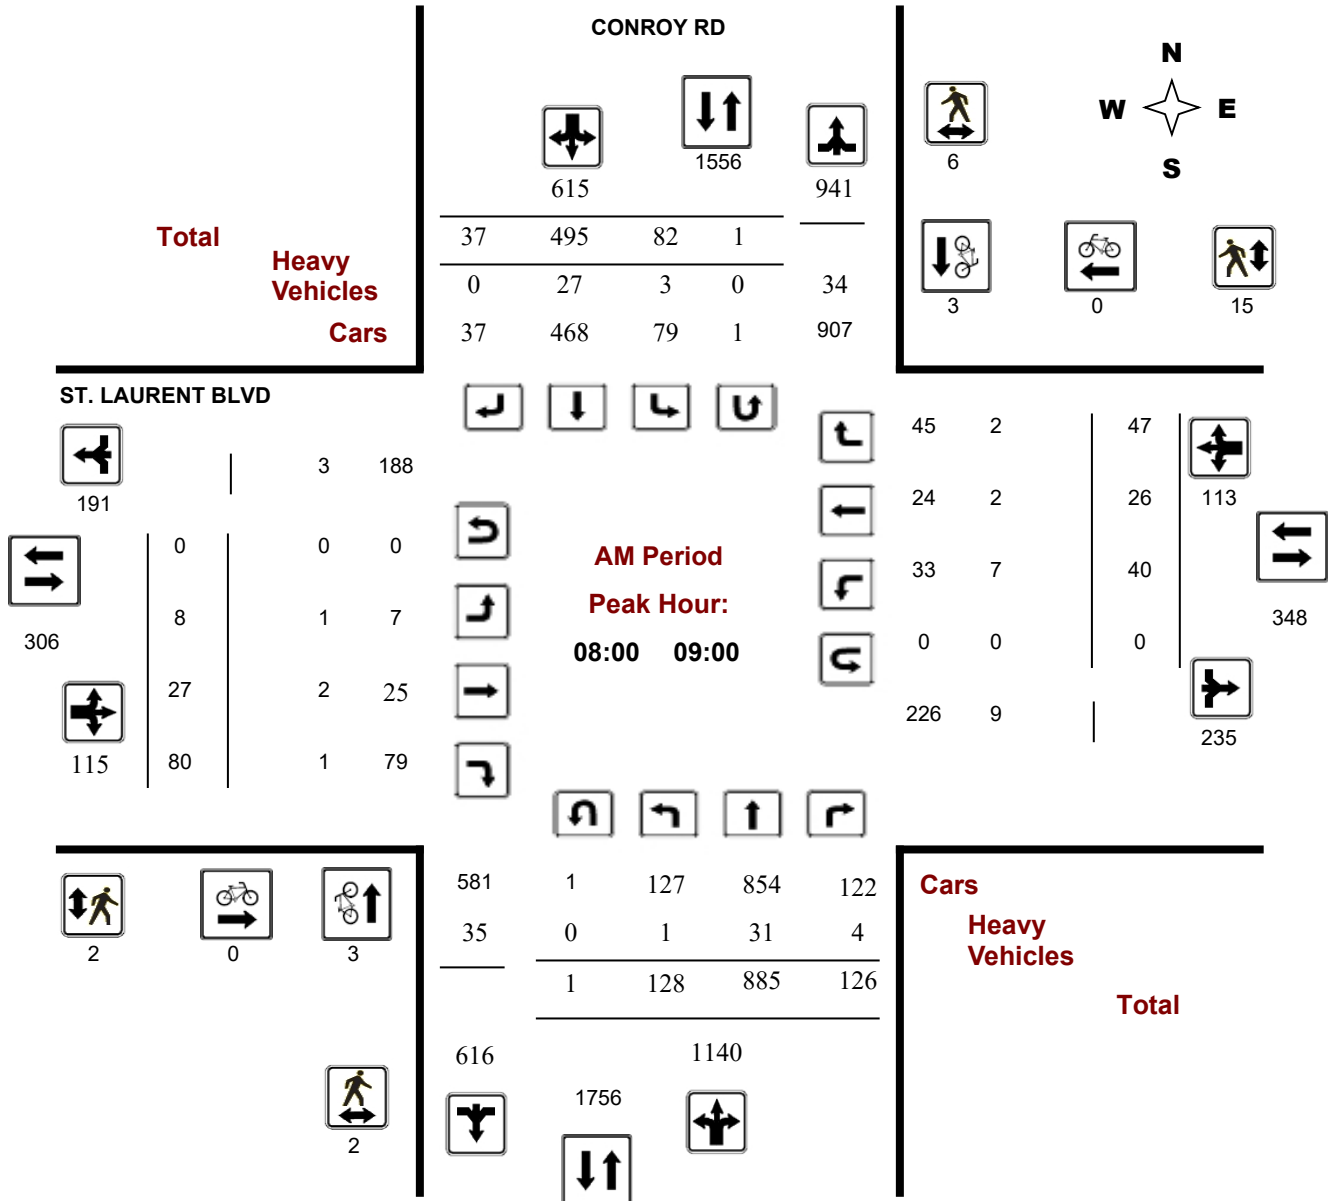 CONROY RD
N
W E
S
6
1556
615
941
Total
37 495 82 1
Heavy
Vehicles
0 27 3 0 34
Cars
37 468 79 1 907
3 0 15
ST. LAURENT BLVD
45 2 47
3 188
191
24 2 26
113
0 0 0
AM Period
33 7 40
8 1 7
Peak Hour:
306
08:00 09:00
0 0 0
348
27 2 25
226 9
235
115
80 1 79
581 1 127 854 122
Cars
35 0 1 31 4
Heavy
Vehicles
2 0 3
1 128 885 126
Total
616
1140
1756
2